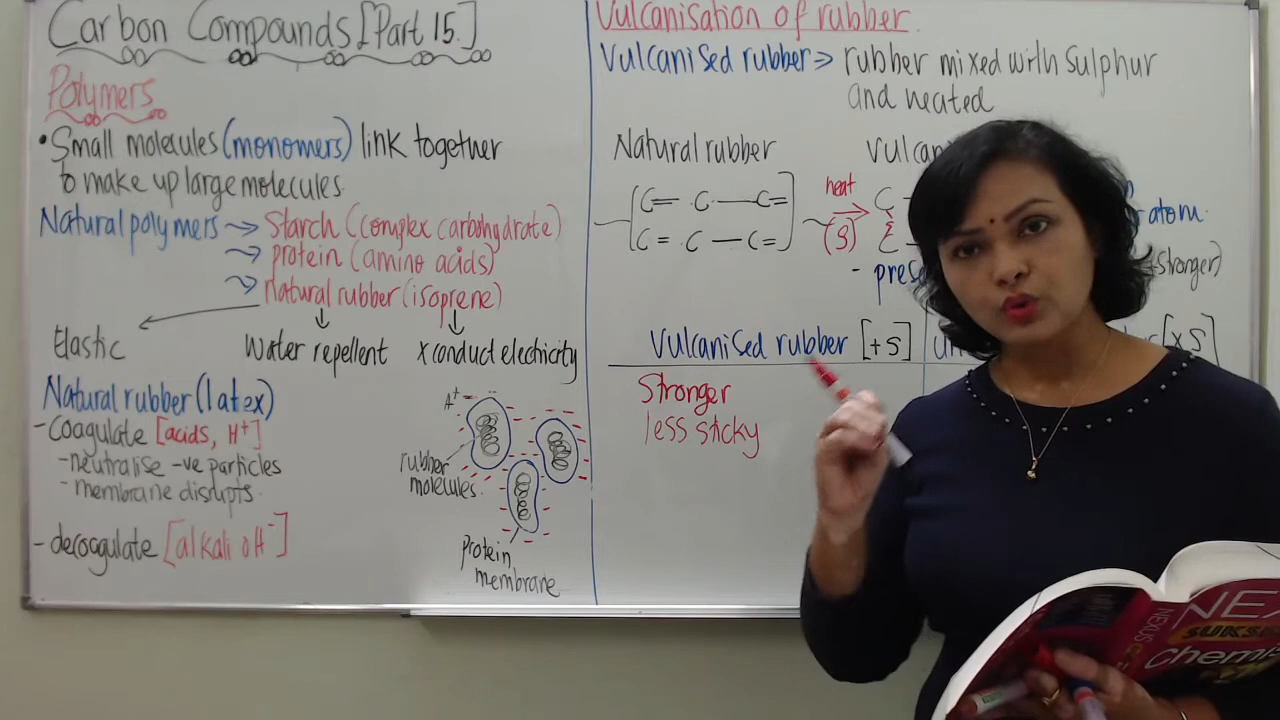 Carbon Compounds [Part 15.]
Polymers
• Small molecules (monomers) link together
to make up large molecules.
Natural polymers → Starch (complex carbohydrate)
→ protein (amino acids)
→ natural rubber (isoprene)
Elastic Water repellent x conduct electricity
Natural rubber (latex)
- Coagulate [acids, H+]
- neutralise -ve particles
- membrane disrupts.
- decoagulate [alkali OH-]
rubber
molecules.
protein
membrane
Vulcanisation of rubber.
Vulcanised rubber => rubber mixed with Sulphur
and heated
Natural rubber
heat
C = C — C =
(S)
C = C — C =
atom.
stronger)
Vulcanised rubber [+ S]
[x S]
Stronger
less sticky
NEXUS
Chemi